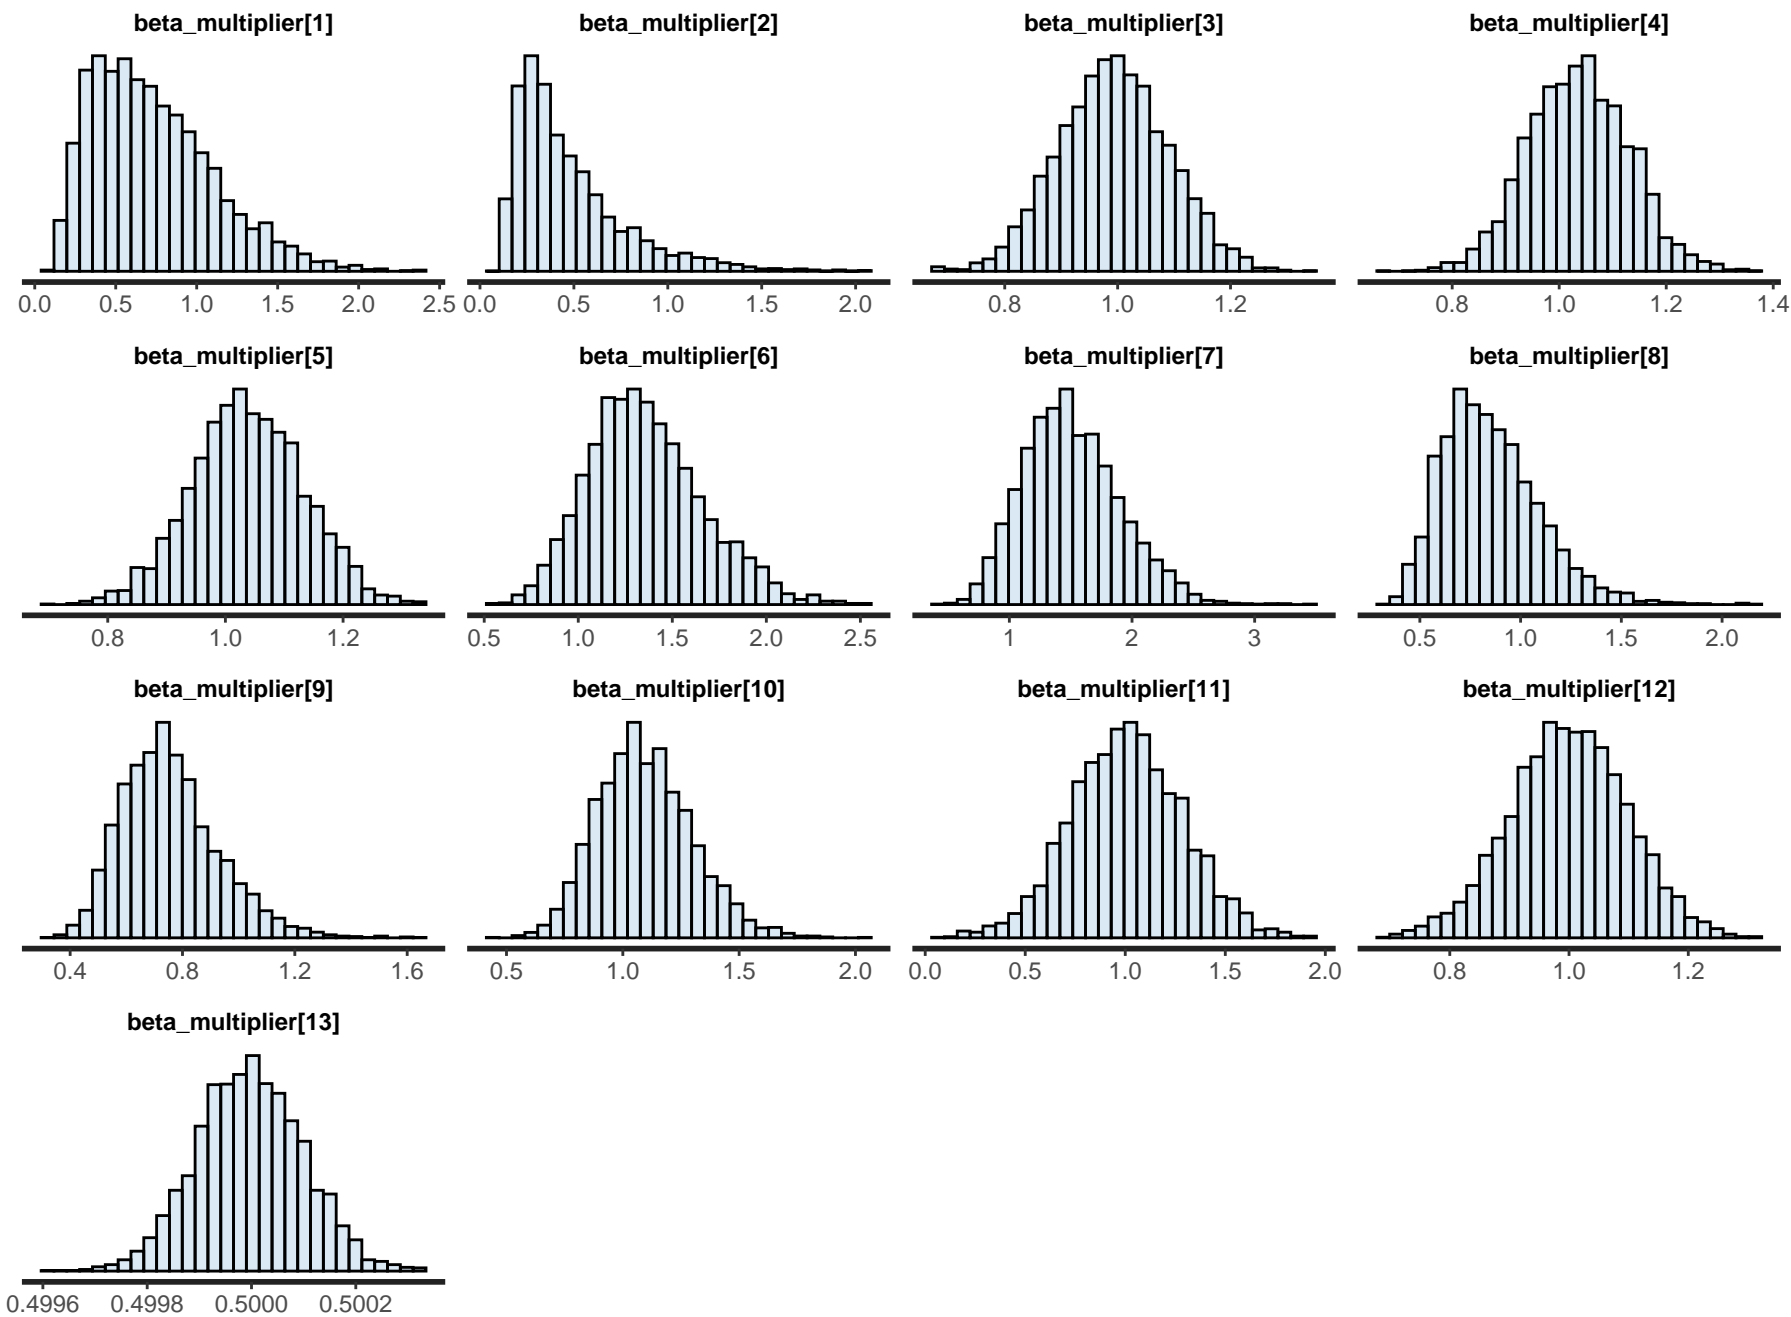 beta_multiplier[1] beta_multiplier[2] beta_multiplier[3] beta_multiplier[4]
0.0 0.5 1.0 1.5 2.0 2.5 0.0 0.5 1.0 1.5 2.0 0.8 1.0 1.2 0.8 1.0 1.2 1.4
beta_multiplier[5] beta_multiplier[6] beta_multiplier[7] beta_multiplier[8]
0.8 1.0 1.2 0.5 1.0 1.5 2.0 2.5 1 2 3 0.5 1.0 1.5 2.0
beta_multiplier[9] beta_multiplier[10] beta_multiplier[11] beta_multiplier[12]
0.4 0.8 1.2 1.6 0.5 1.0 1.5 2.0 0.0 0.5 1.0 1.5 2.0 0.8 1.0 1.2
beta_multiplier[13]
0.4996 0.4998 0.5000 0.5002